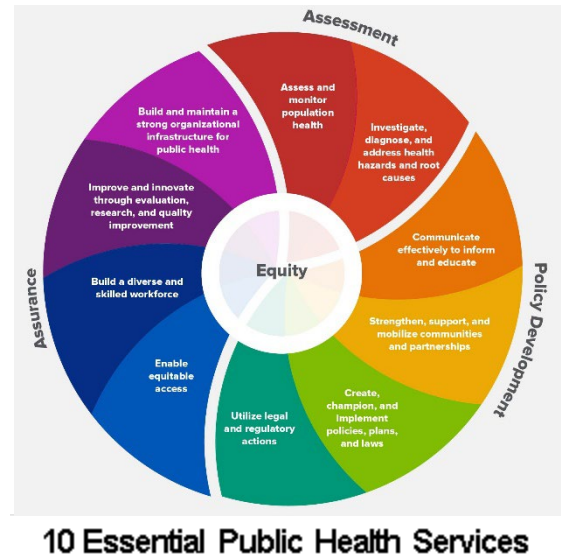 Assessment
Assess and
monitor
population
health
Investigate,
diagnose, and
address health
hazards and root
causes
Communicate
effectively to inform
and educate
Policy Development
Strengthen, support, and
mobilize communities
and partnerships
Create,
champion, and
implement
policies, plans,
and laws
Utilize legal
and regulatory
actions
Assurance
Enable
equitable
access
Build a diverse and
skilled workforce
Improve and innovate
through evaluation,
research, and quality
improvement
Build and maintain a
strong organizational
infrastructure for
public health
Equity
10 Essential Public Health Services